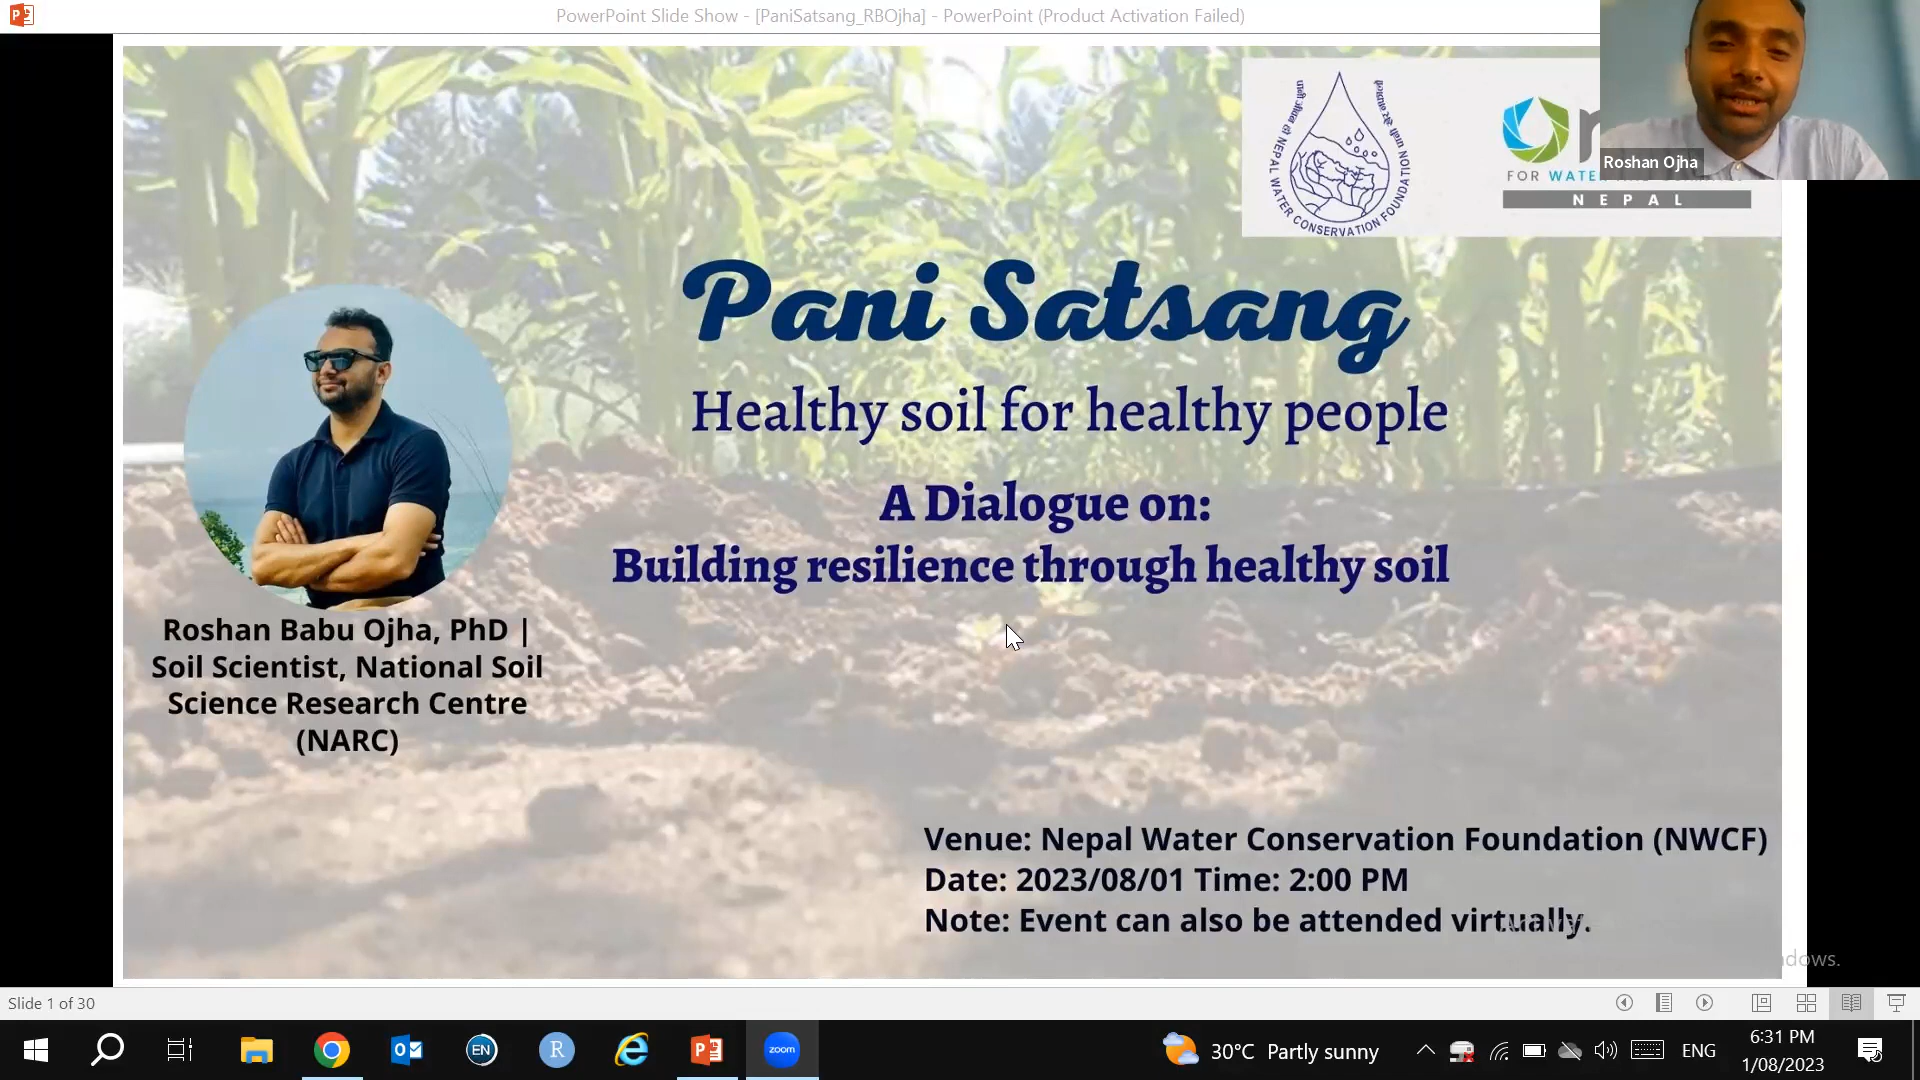 PowerPoint Slide Show - [PaniSatsang_RBOjha] - PowerPoint (Product Activation Failed)
NEPAL WATER CONSERVATION FOUNDATION
FOR WATE
NEPAL
Roshan Ojha
Pani Satsang
Healthy soil for healthy people
A Dialogue on:
Building resilience through healthy soil
Roshan Babu Ojha, PhD |
Soil Scientist, National Soil
Science Research Centre
(NARC)
Venue: Nepal Water Conservation Foundation (NWCF)
Date: 2023/08/01 Time: 2:00 PM
Note: Event can also be attended virtually.
Slide 1 of 30
EN
R
zoom
30°C Partly sunny
ENG
6:31 PM
1/08/2023